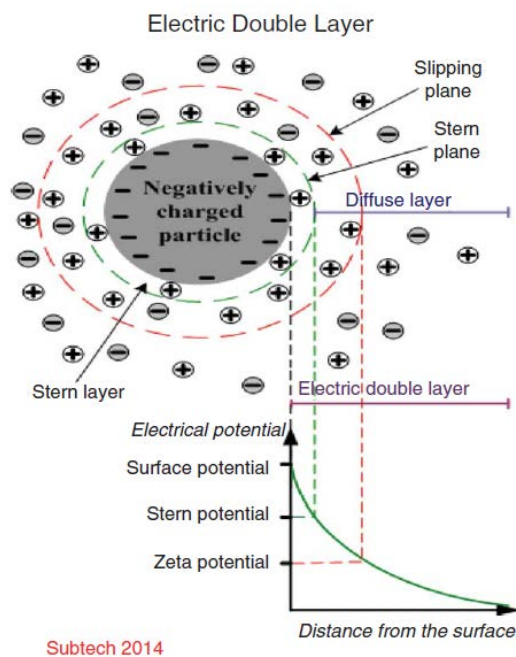 Electric Double Layer
Slipping
plane
Stern
plane
Negatively
charged
particle
Diffuse layer
Stern layer
Electric double layer
Electrical potential
Surface potential
Stern potential
Zeta potential
Distance from the surface
Subtech 2014